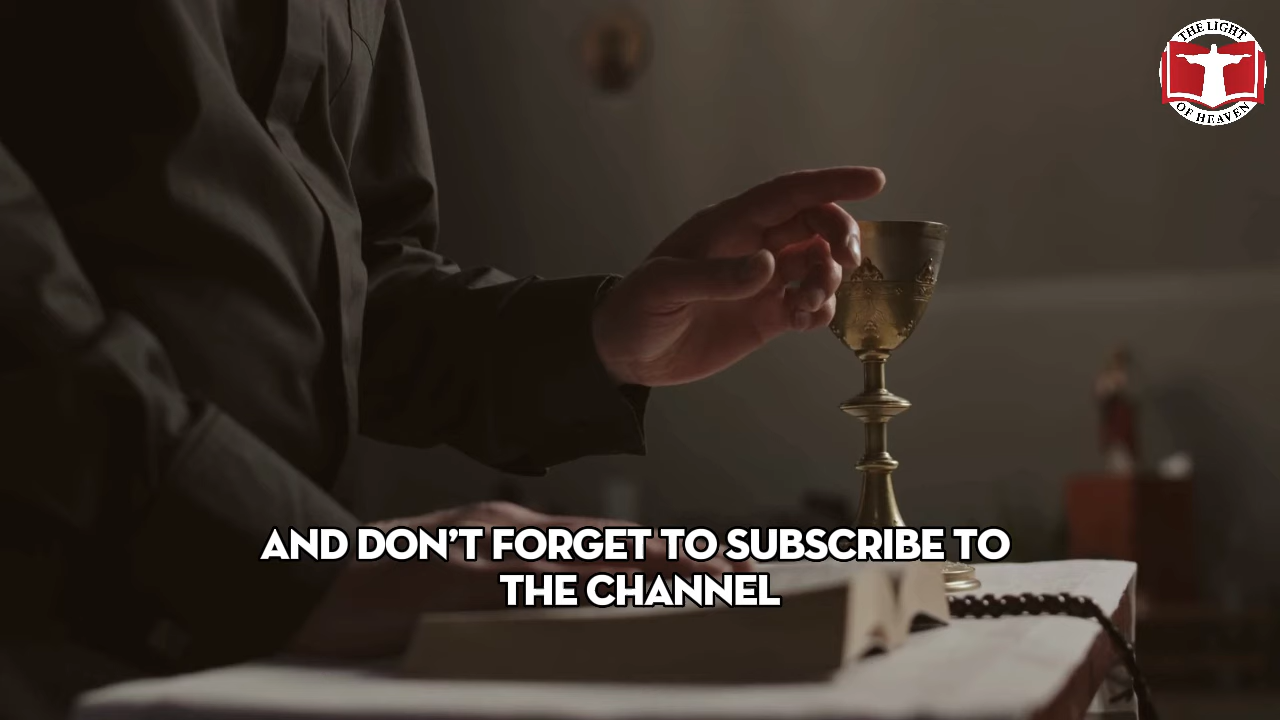 THE LIGHT
OF HEAVEN
AND DON'T FORGET TO SUBSCRIBE TO
THE CHANNEL